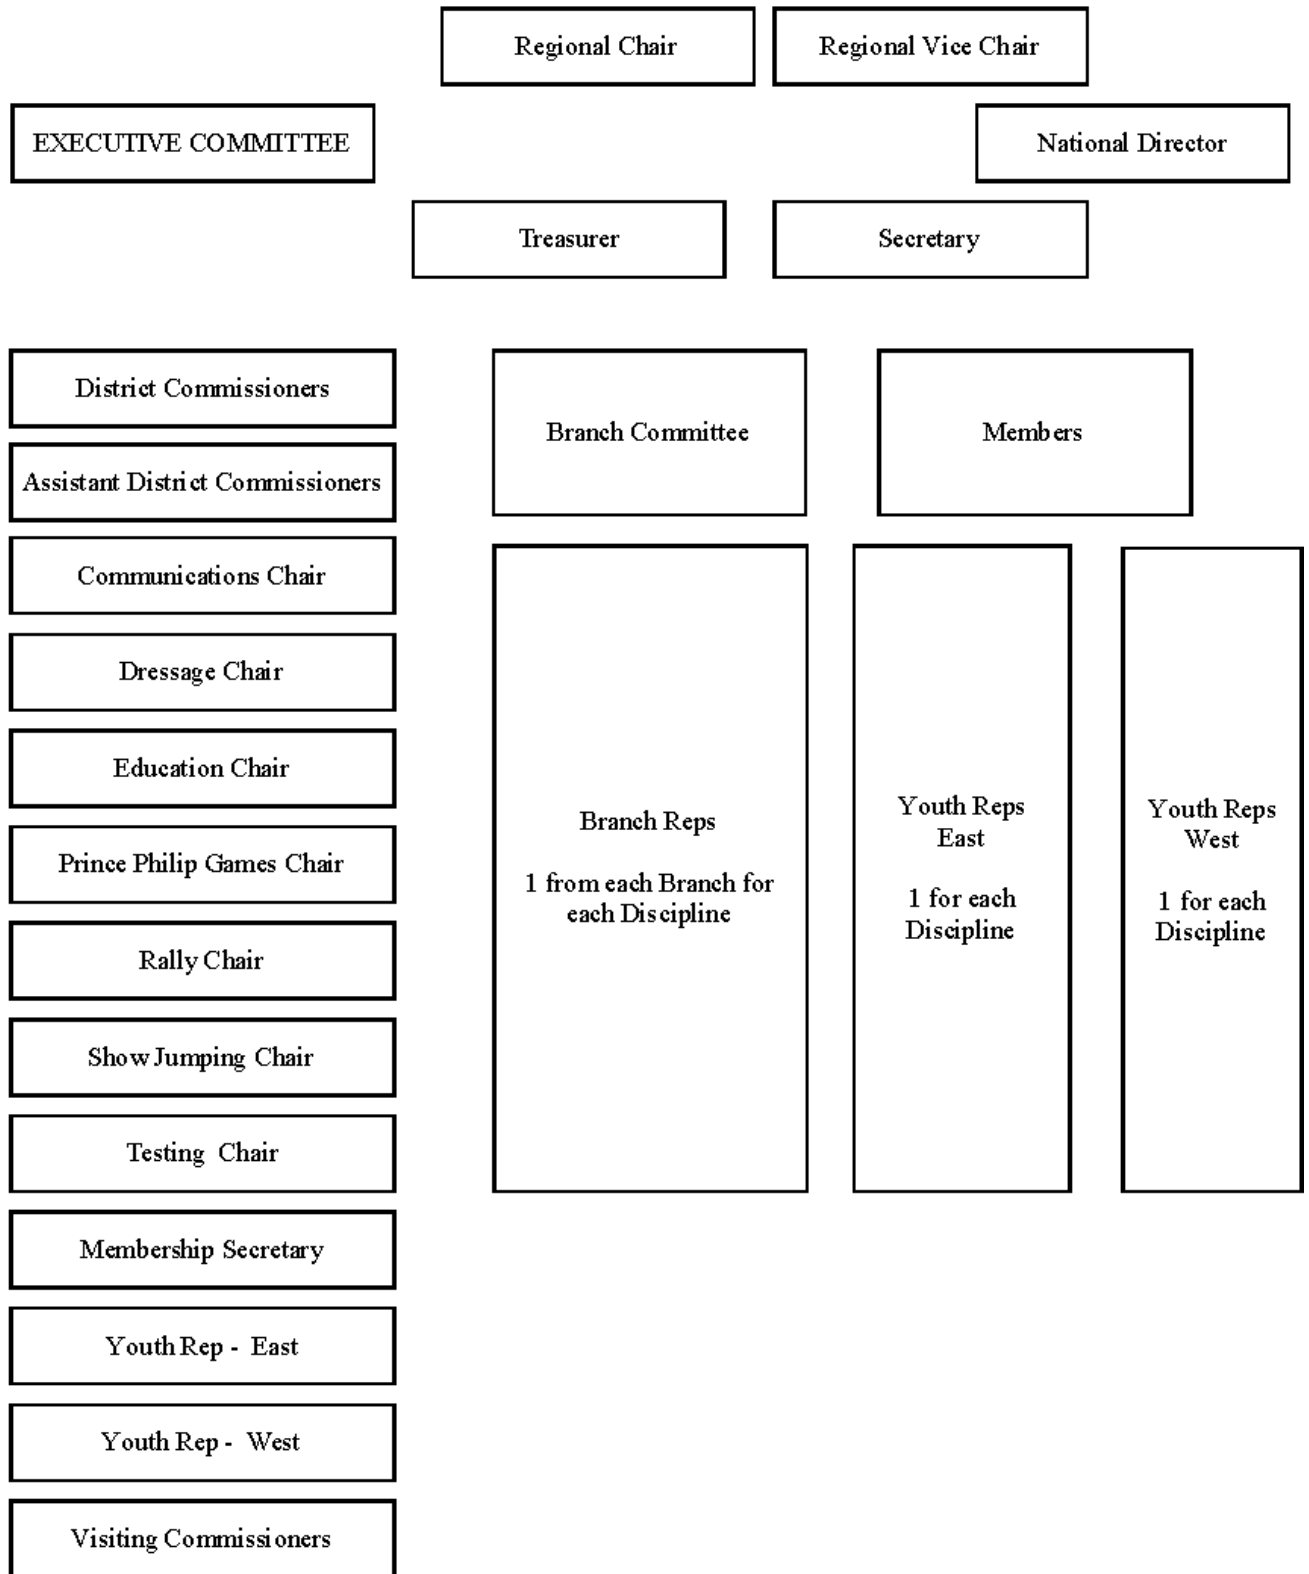 Regional Chair
Regional Vice Chair
EXECUTIVE COMMITTEE
National Director
Treasurer
Secretary
District Commissioners
Assistant District Commissioners
Communications Chair
Dressage Chair
Education Chair
Prince Philip Games Chair
Rally Chair
Show Jumping Chair
Testing Chair
Membership Secretary
Youth Rep - East
Youth Rep - West
Visiting Commissioners
Branch Committee
Members
Branch Reps
1 from each Branch for
each Discipline
Youth Reps
East
1 for each
Discipline
Youth Reps
West
1 for each
Discipline